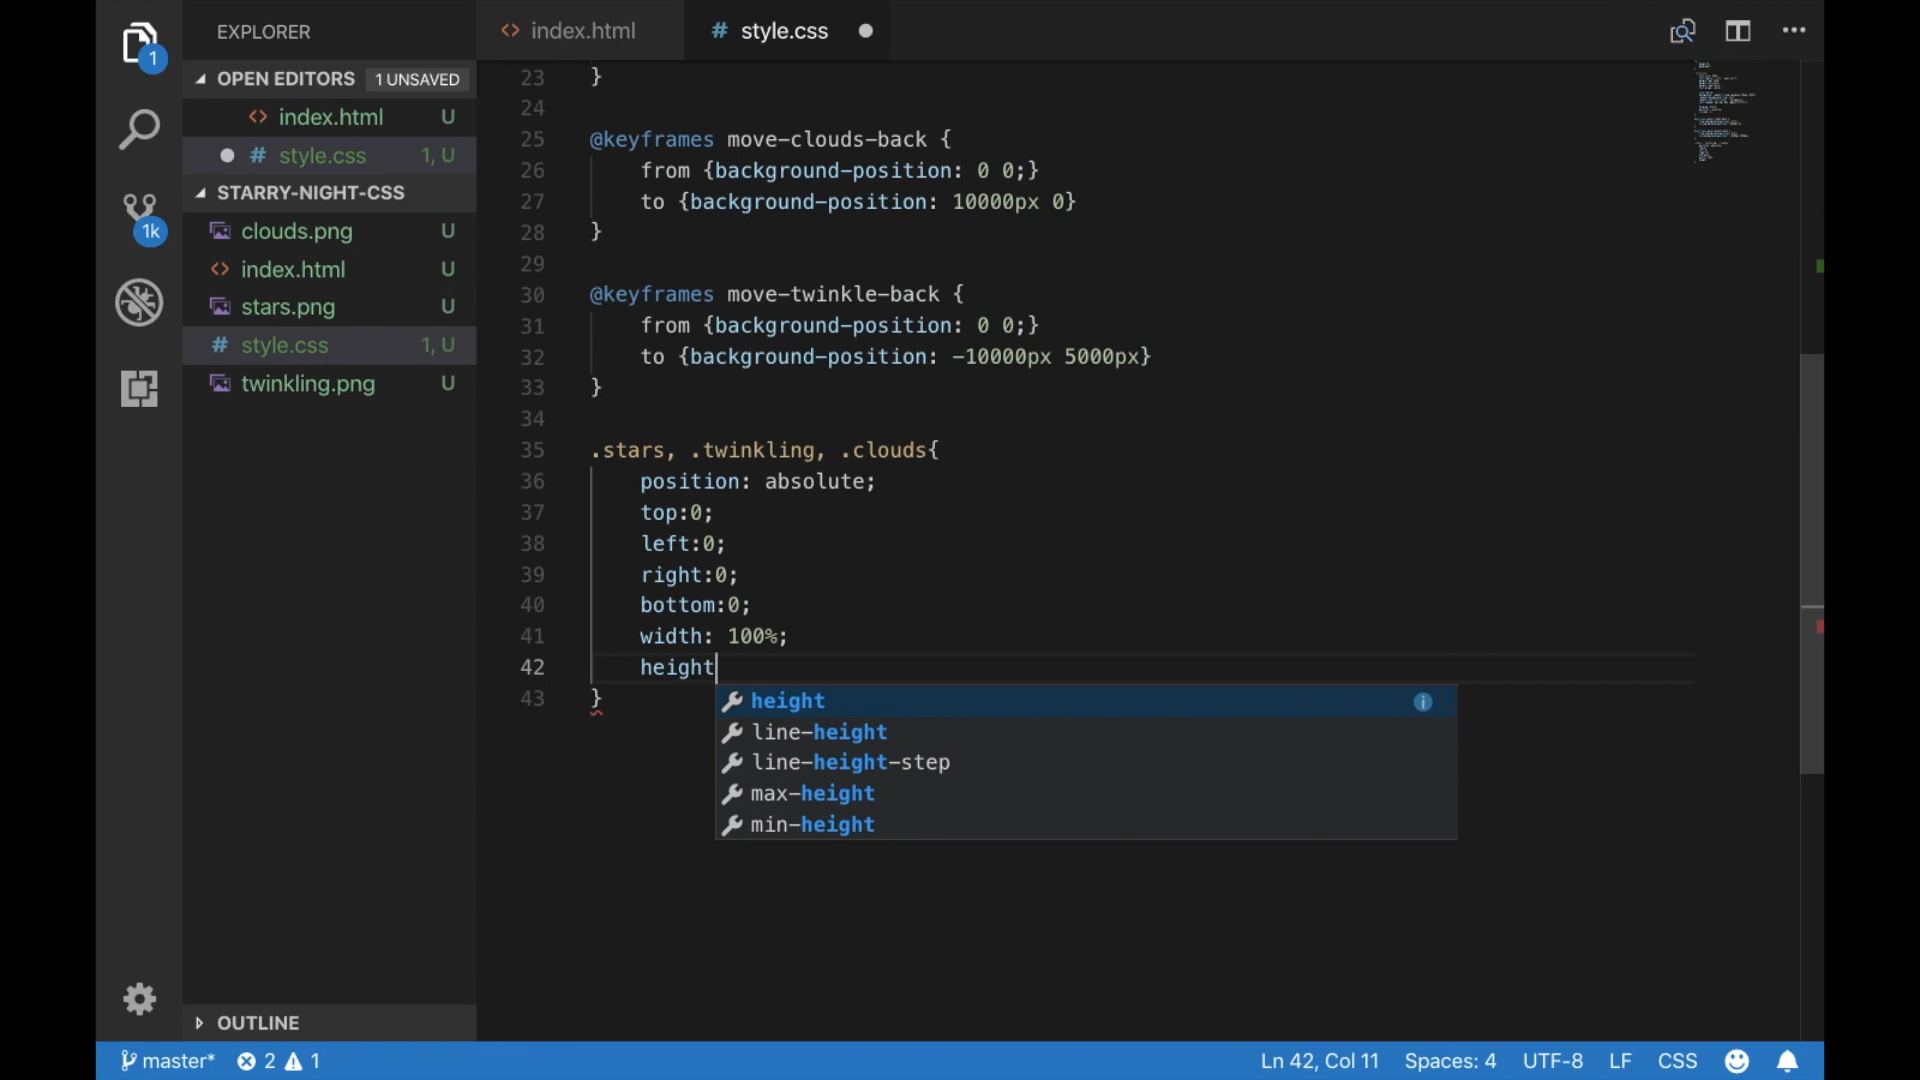 EXPLORER
index.html
# style.css
1
OPEN EDITORS 1 UNSAVED
index.html U
# style.css 1, U
STARRY-NIGHT-CSS
clouds.png U
1k
index.html U
stars.png U
# style.css 1, U
twinkling.png U
OUTLINE
23 }
24
25 @keyframes move-clouds-back {
26 from {background-position: 0 0;}
27 to {background-position: 10000px 0}
28 }
29
30 @keyframes move-twinkle-back {
31 from {background-position: 0 0;}
32 to {background-position: -10000px 5000px}
33 }
34
35 .stars, .twinkling, .clouds{
36 position: absolute;
37 top:0;
38 left:0;
39 right:0;
40 bottom:0;
41 width: 100%;
42 height
43 }
height
line-height
line-height-step
max-height
min-height
master* 2 1 Ln 42, Col 11 Spaces: 4 UTF-8 LF CSS